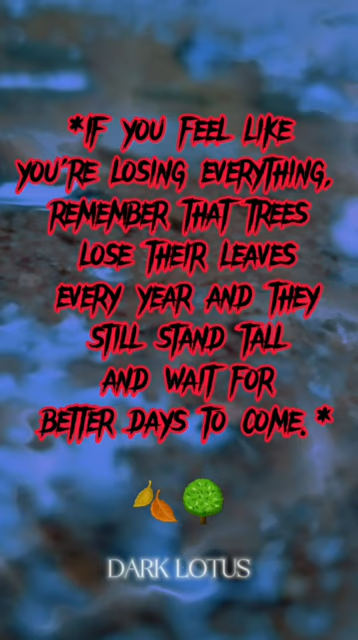 *IF YOU FEEL LIKE
YOU'RE LOSING EVERYTHING,
REMEMBER THAT TREES
LOSE THEIR LEAVES
EVERY YEAR AND THEY
STILL STAND TALL
AND WAIT FOR
BETTER DAYS TO COME.*
🍂🌳
DARK LOTUS